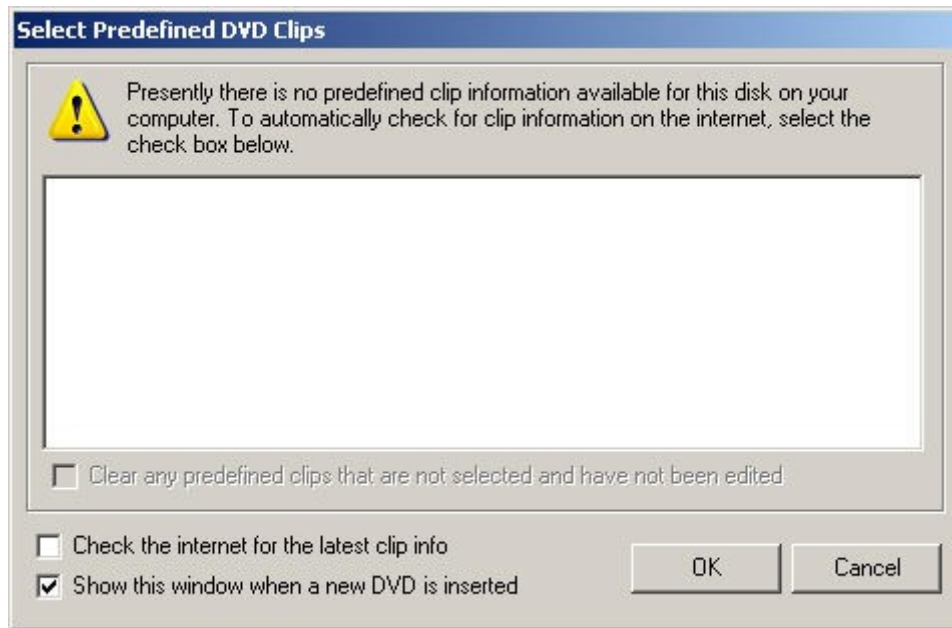 Select Predefined DVD Clips
Presently there is no predefined clip information available for this disk on your
computer. To automatically check for clip information on the internet, select the
check box below.
Clear any predefined clips that are not selected and have not been edited
Check the internet for the latest clip info
Show this window when a new DVD is inserted
OK
Cancel